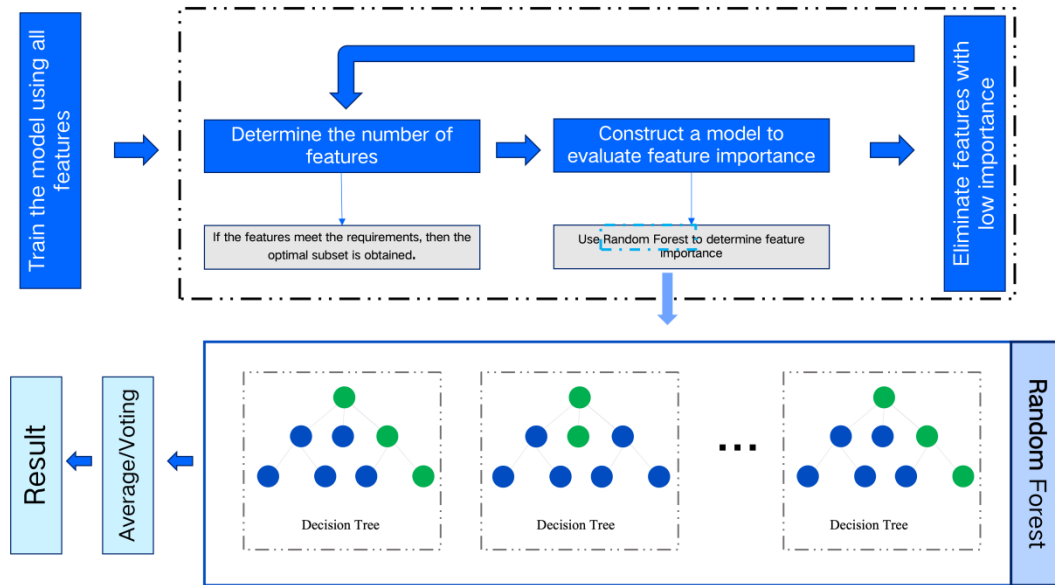 Train the model using all
features
Determine the number of
features
Construct a model to
evaluate feature importance
Eliminate features with
low importance
If the features meet the requirements, then the
optimal subset is obtained.
Use Random Forest to determine feature
importance
Result
Average/Voting
Decision Tree
Decision Tree
...
Decision Tree
Random Forest